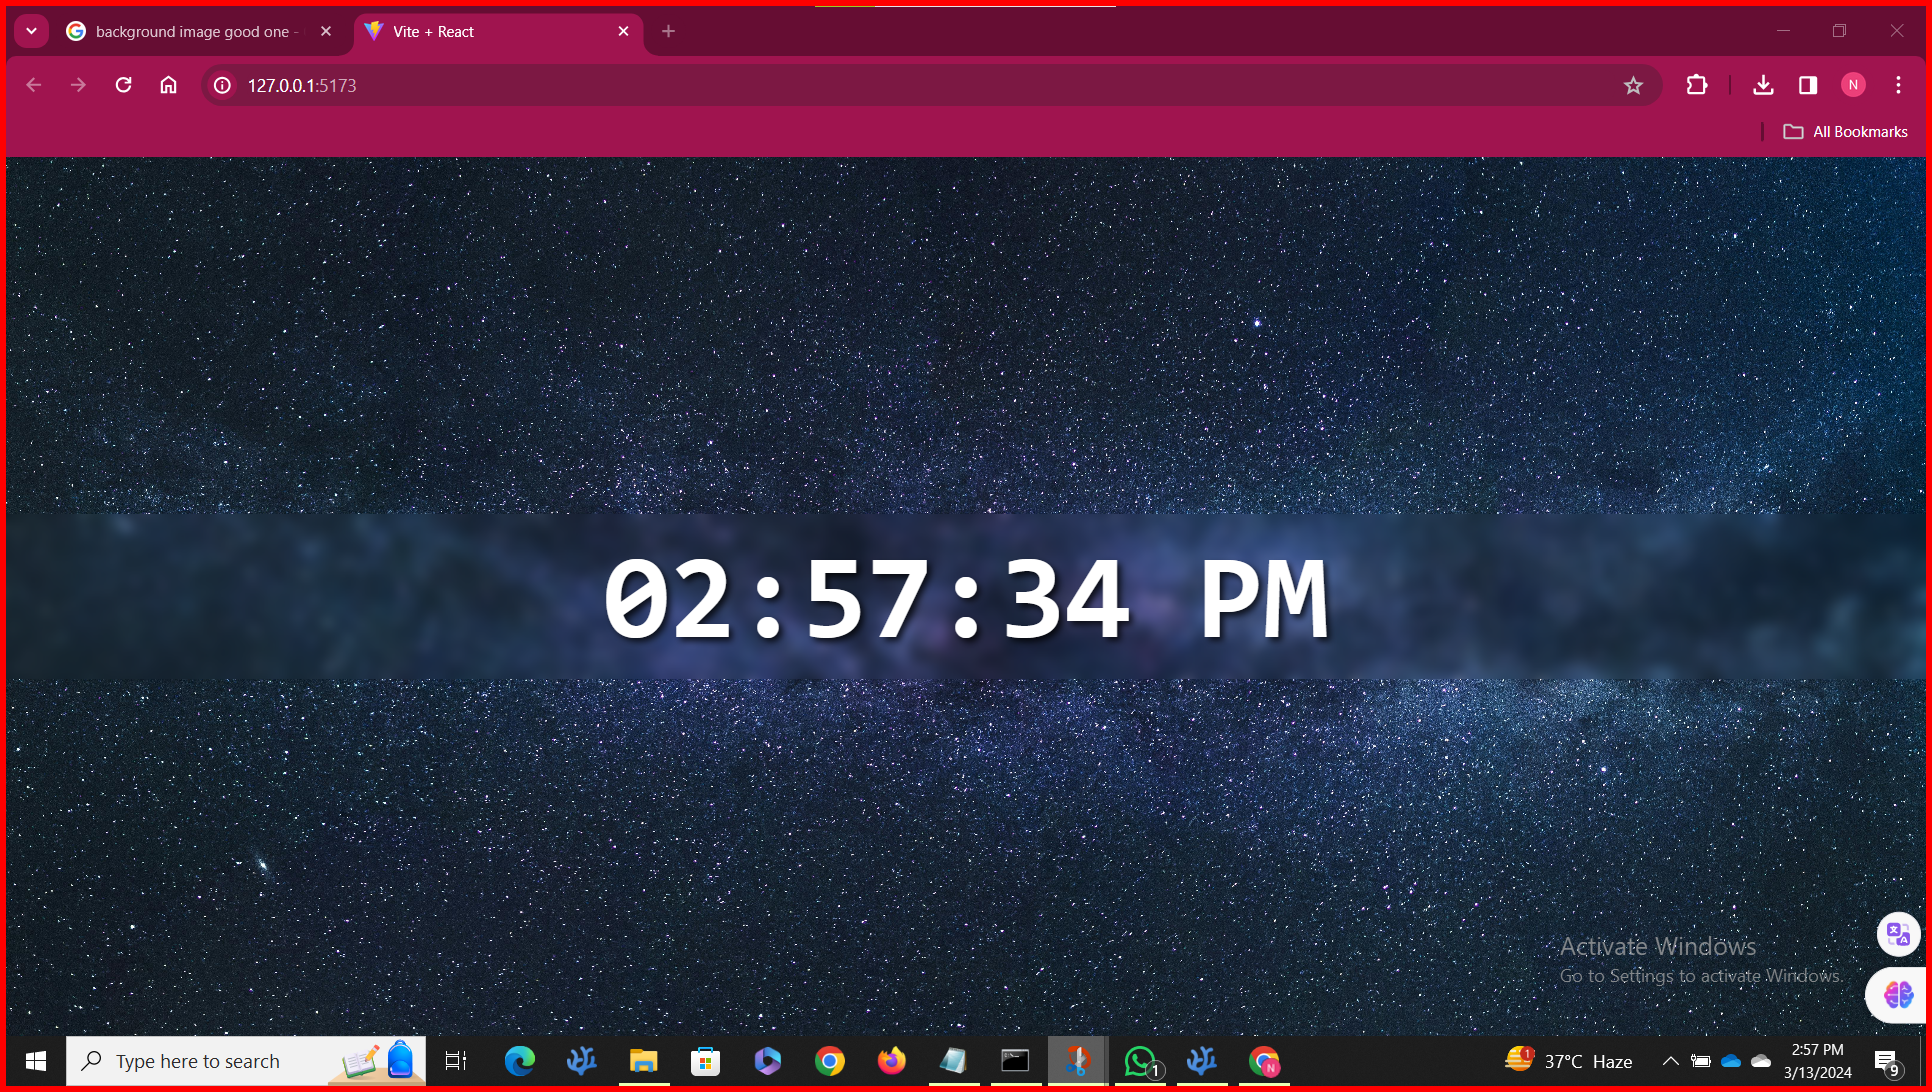 background image good one -
Vite + React
127.0.0.1:5173
N
All Bookmarks
02:57:34 PM
Activate Windows
Go to Settings to activate Windows.
Type here to search
1
N
1
37°C Haze
2:57 PM
3/13/2024
9